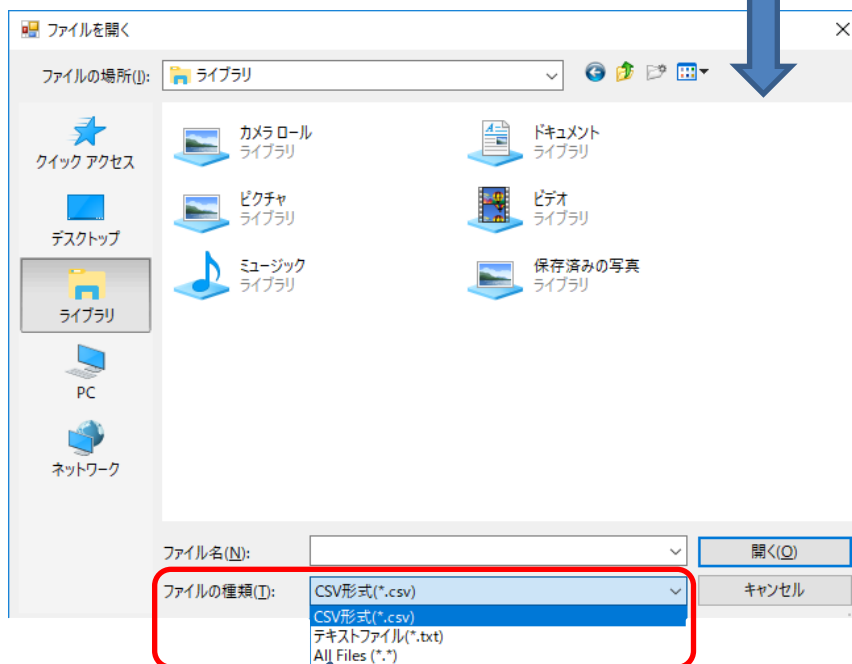 ファイルを開く
ファイルの場所(I):
ライブラリ
クイック アクセス
デスクトップ
ライブラリ
PC
ネットワーク
カメラ ロール
ライブラリ
ドキュメント
ライブラリ
ピクチャ
ライブラリ
ビデオ
ライブラリ
ミュージック
ライブラリ
保存済みの写真
ライブラリ
ファイル名(N):
開く(O)
ファイルの種類(T):
CSV形式(*.csv)
キャンセル
CSV形式(*.csv)
テキストファイル(*.txt)
All Files (*.*)